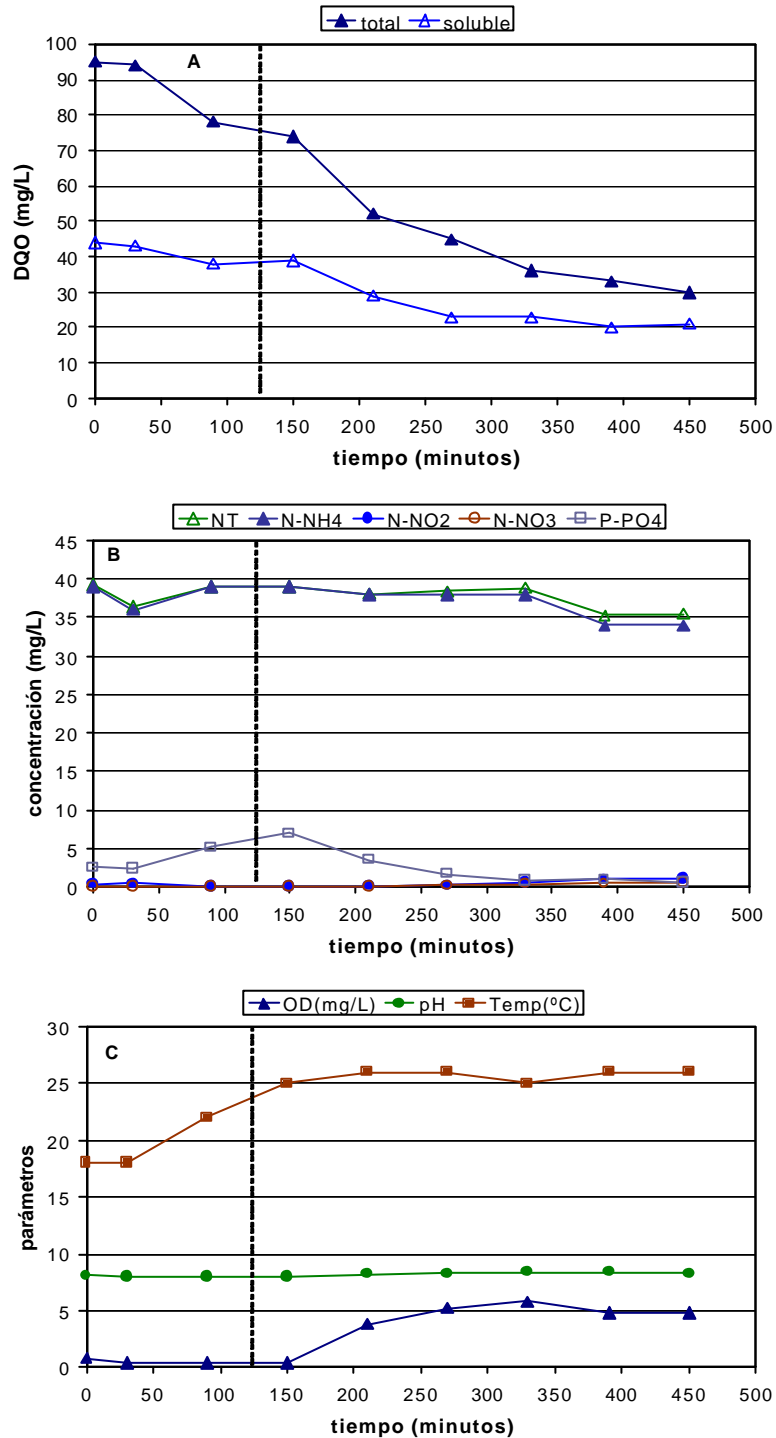 total soluble
100
90
80
70
60
50
40
30
20
10
0
A
DQO (mg/L)
0 50 100 150 200 250 300 350 400 450 500
tiempo (minutos)
NT N-NH4 N-NO2 N-NO3 P-PO4
45
40
35
30
25
20
15
10
5
0
B
concentración (mg/L)
0 50 100 150 200 250 300 350 400 450 500
tiempo (minutos)
OD(mg/L) pH Temp(ºC)
30
25
20
15
10
5
0
C
parámetros
0 50 100 150 200 250 300 350 400 450 500
tiempo (minutos)